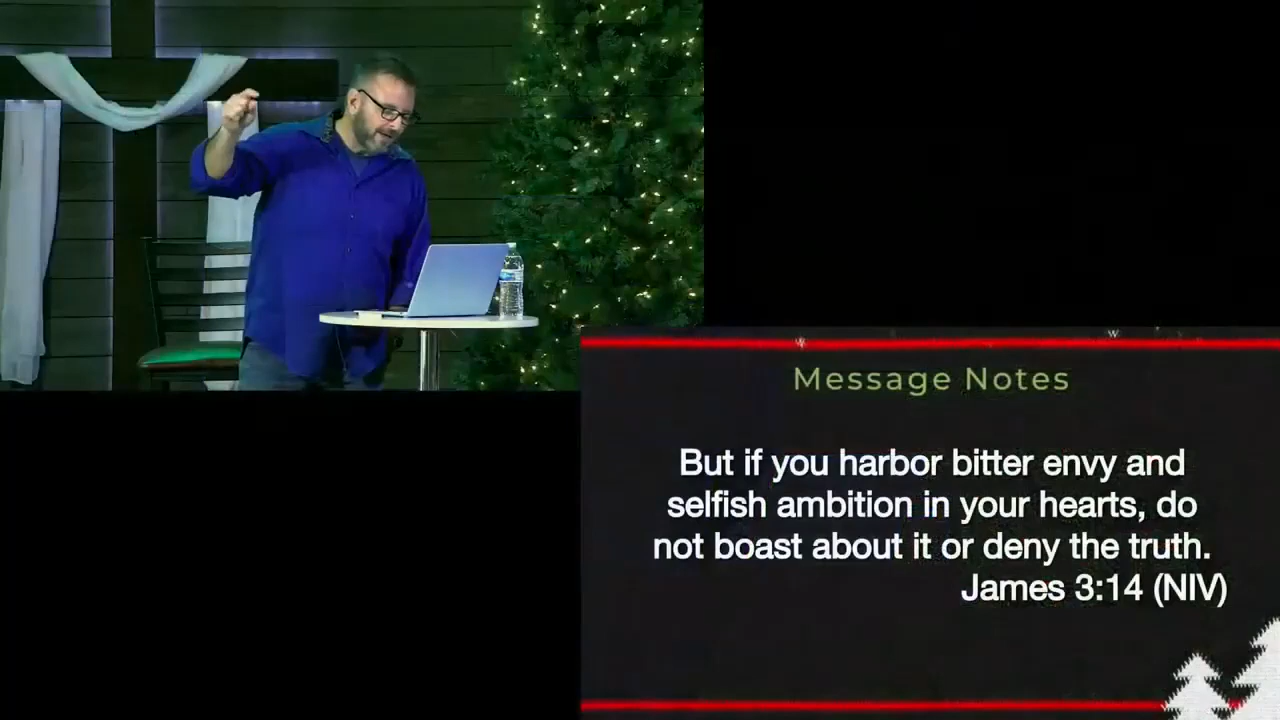 Message Notes
But if you harbor bitter envy and
selfish ambition in your hearts, do
not boast about it or deny the truth.
James 3:14 (NIV)